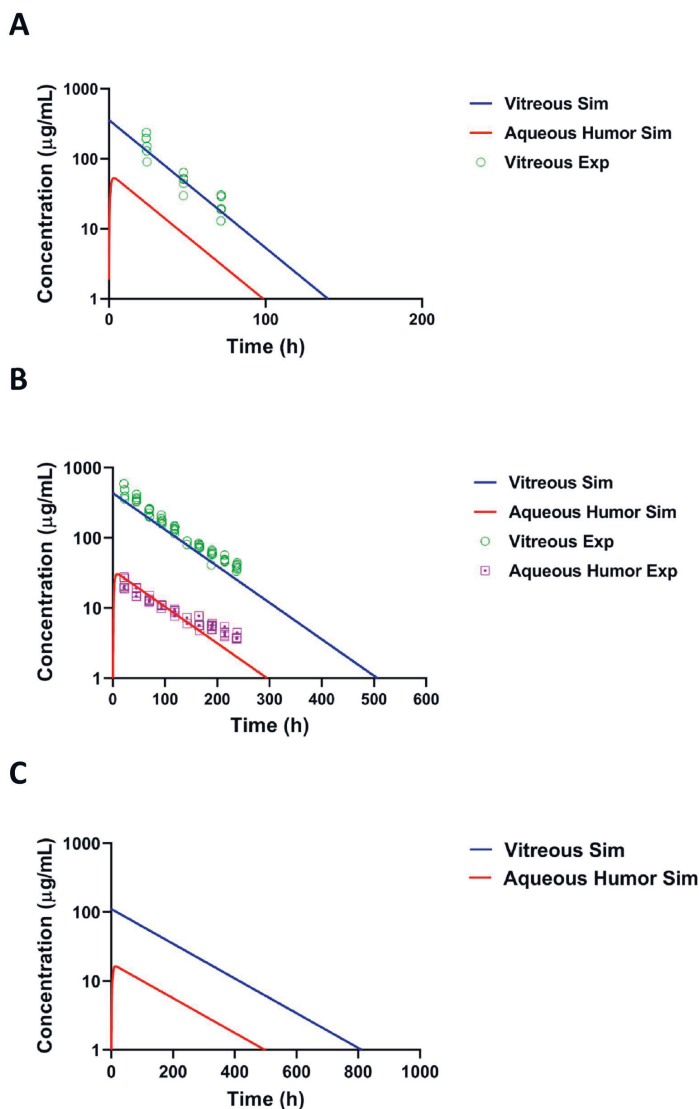 A
Concentration (μg/mL)
1000
100
10
1
0
100
200
Time (h)
Vitreous Sim
Aqueous Humor Sim
Vitreous Exp
B
Concentration (μg/mL)
1000
100
10
1
0
100
200
300
400
500
600
Time (h)
Vitreous Sim
Aqueous Humor Sim
Vitreous Exp
Aqueous Humor Exp
C
Concentration (μg/mL)
1000
100
10
1
0
200
400
600
800
1000
Time (h)
Vitreous Sim
Aqueous Humor Sim